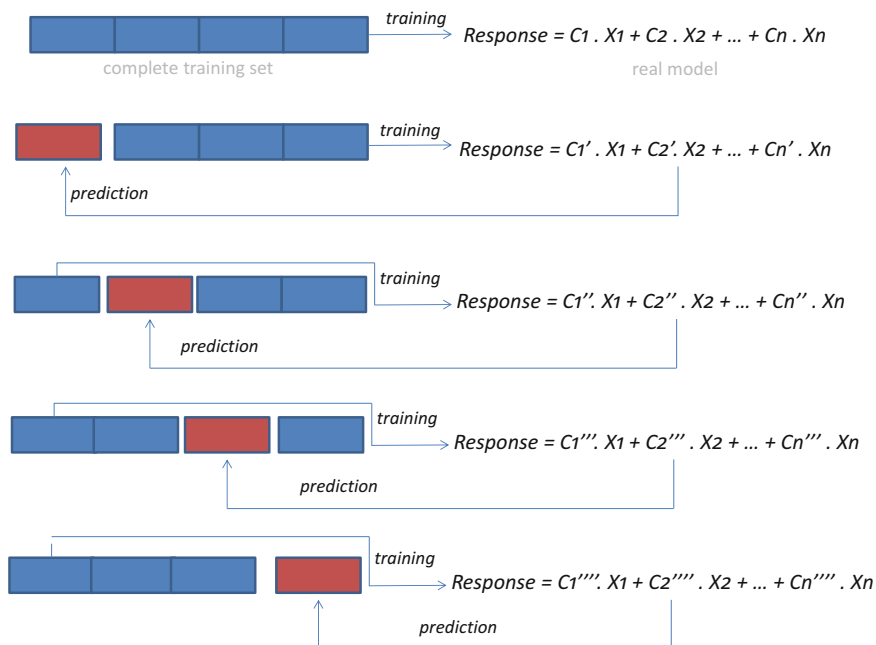 training
Response = C1 . X1 + C2 . X2 + ... + Cn . Xn
complete training set
real model
training
Response = C1′ . X1 + C2′. X2 + ... + Cn′ . Xn
prediction
training
Response = C1′′. X1 + C2′′ . X2 + ... + Cn′′ . Xn
prediction
training
Response = C1′′′. X1 + C2′′′ . X2 + ... + Cn′′′ . Xn
prediction
training
Response = C1′′′′. X1 + C2′′′′ . X2 + ... + Cn′′′′ . Xn
prediction